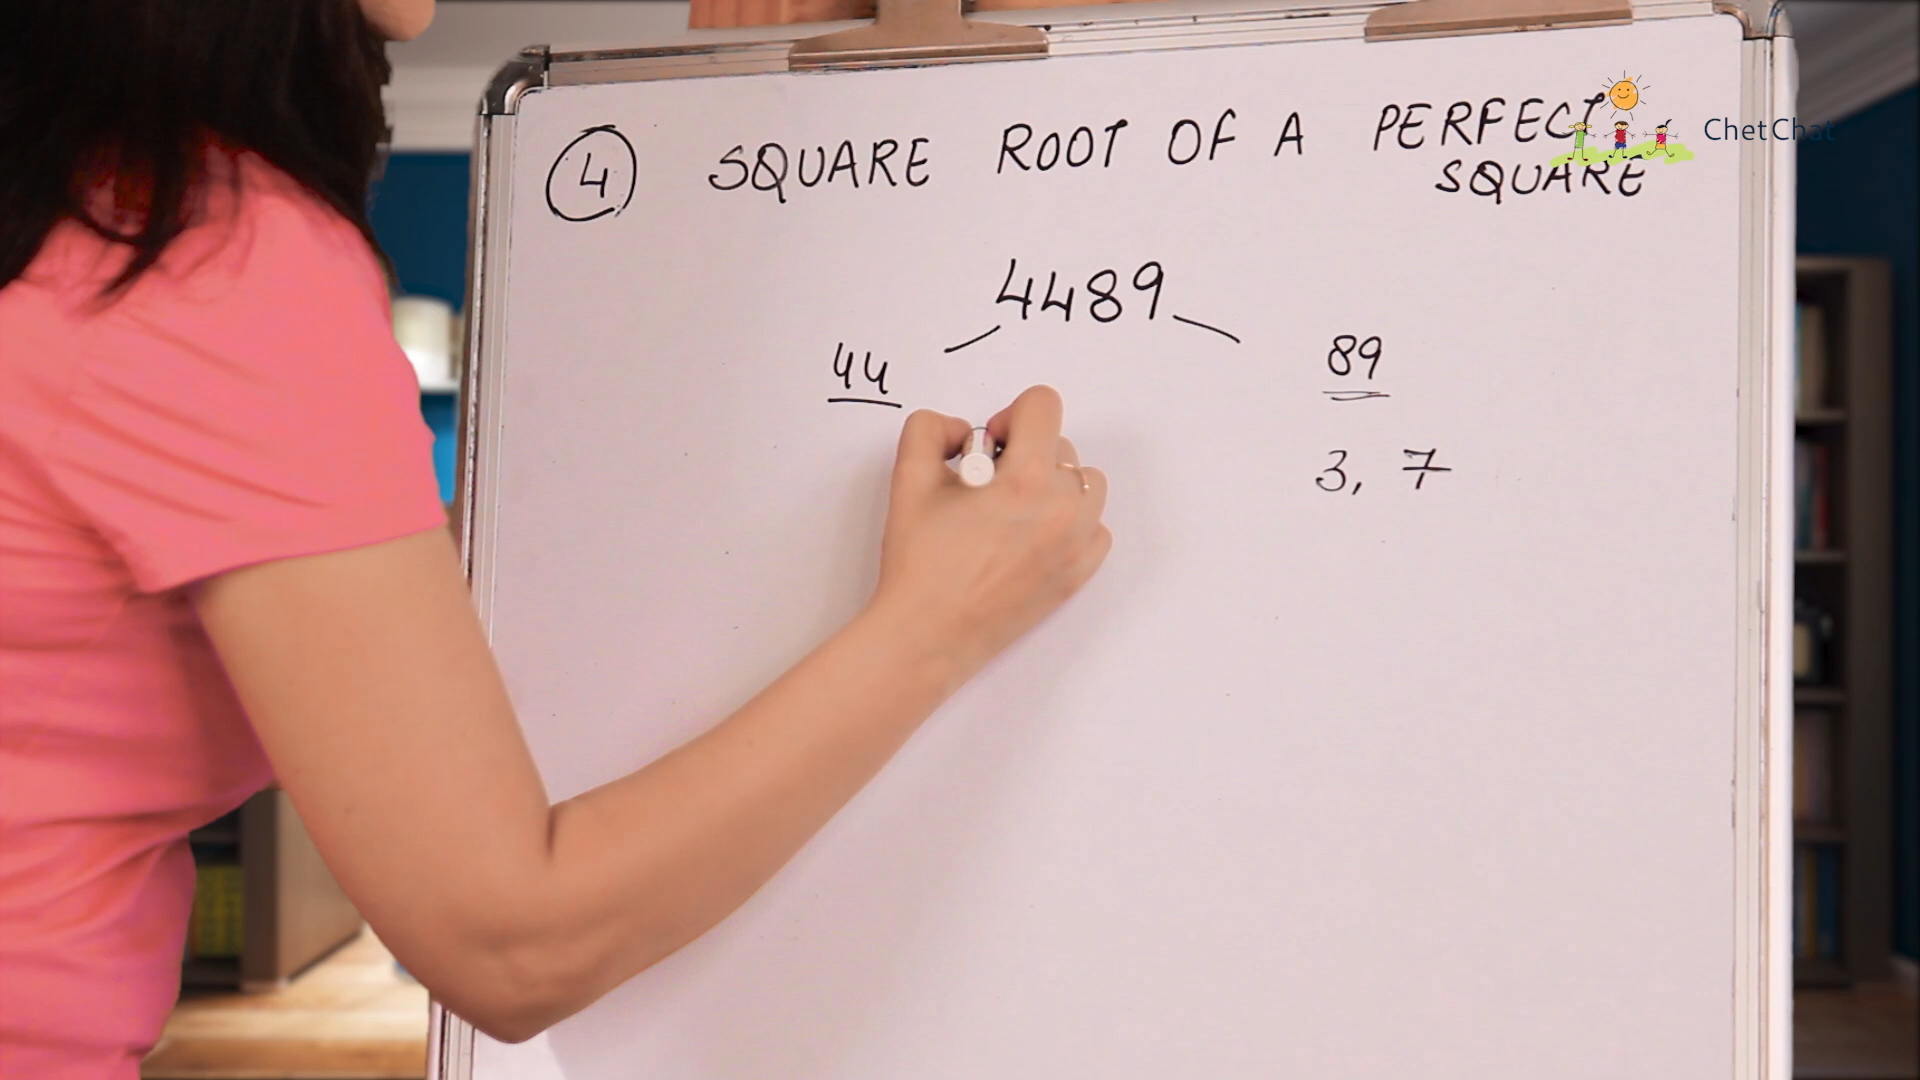 4 SQUARE ROOT OF A PERFECT
SQUARE
ChetChat
4489
44 89
3, 7